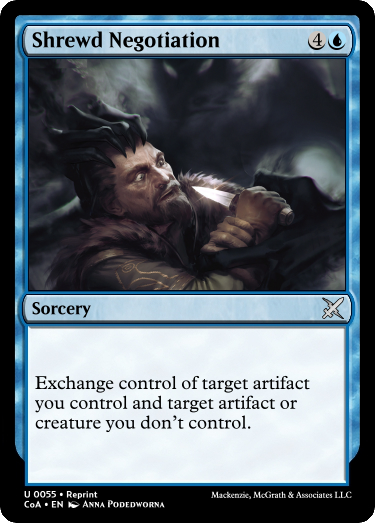 Shrewd Negotiation 4
Sorcery
Exchange control of target artifact
you control and target artifact or
creature you don't control.
U 0055 • Reprint
CoA • EN Anna Podedworna
Mackenzie, McGrath & Associates LLC